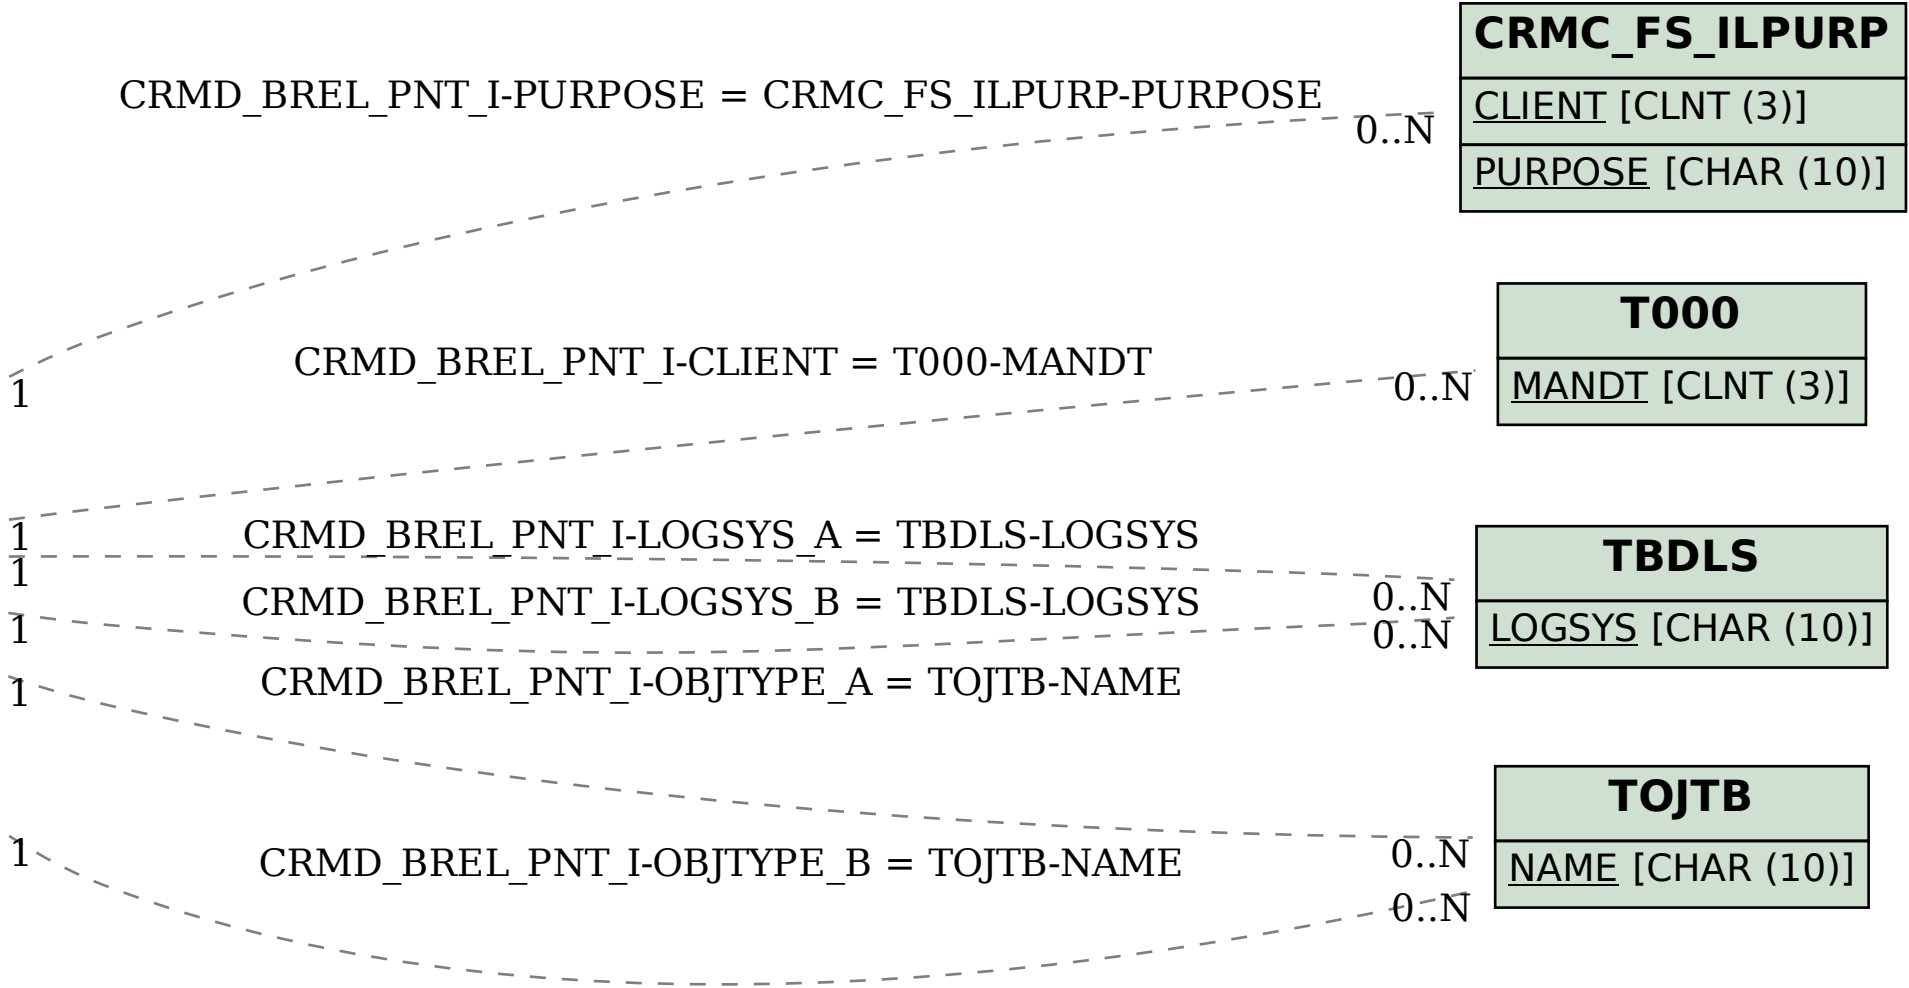 CRMC_FS_ILPURP
CRMD_BREL_PNT_I-PURPOSE = CRMC_FS_ILPURP-PURPOSE
CLIENT [CLNT (3)]
0..N
PURPOSE [CHAR (10)]
T000
CRMD_BREL_PNT_I-CLIENT = T000-MANDT
1
0..N
MANDT [CLNT (3)]
1
CRMD_BREL_PNT_I-LOGSYS_A = TBDLS-LOGSYS
TBDLS
1
CRMD_BREL_PNT_I-LOGSYS_B = TBDLS-LOGSYS
0..N
1
0..N
LOGSYS [CHAR (10)]
1
CRMD_BREL_PNT_I-OBJTYPE_A = TOJTB-NAME
TOJTB
1
CRMD_BREL_PNT_I-OBJTYPE_B = TOJTB-NAME
0..N
NAME [CHAR (10)]
0..N